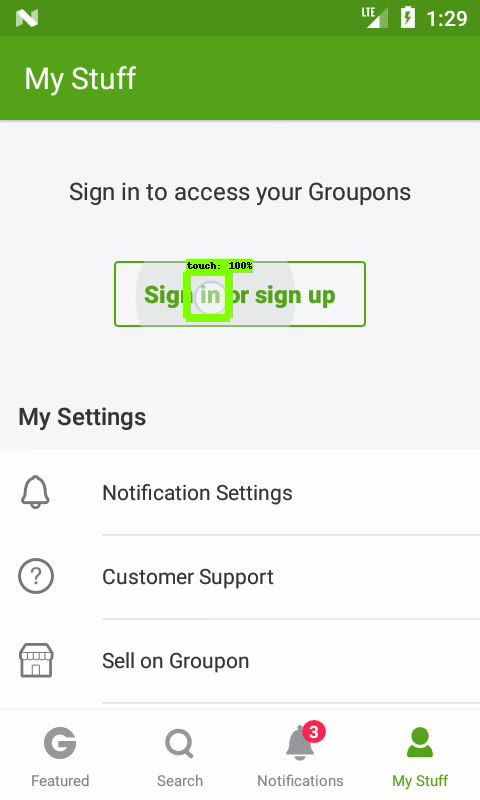 LTE 1:29
My Stuff
Sign in to access your Groupons
touch: 100%
Sign in or sign up
My Settings
Notification Settings
? Customer Support
Sell on Groupon
3
G
Featured Search Notifications My Stuff